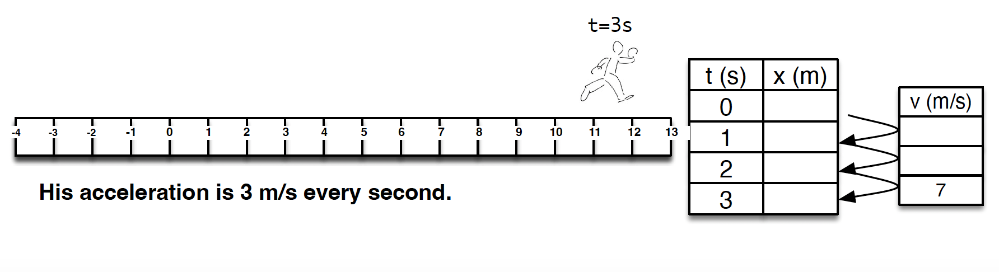 t=3s
-4 -3 -2 -1 0 1 2 3 4 5 6 7 8 9 10 11 12 13
His acceleration is 3 m/s every second.
t (s) x (m)
0
1
2
3
v (m/s)
7